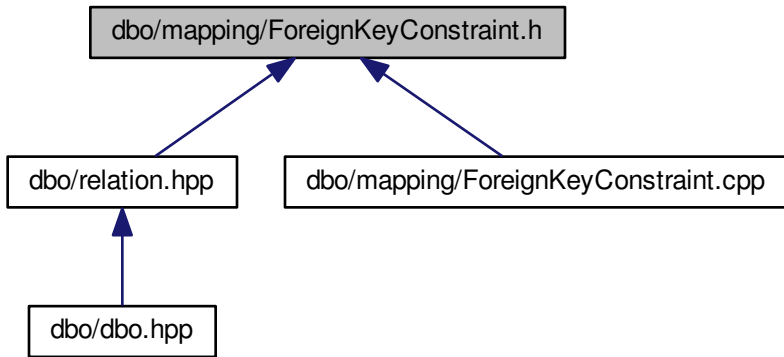 dbo/mapping/ForeignKeyConstraint.h
dbo/relation.hpp
dbo/mapping/ForeignKeyConstraint.cpp
dbo/dbo.hpp